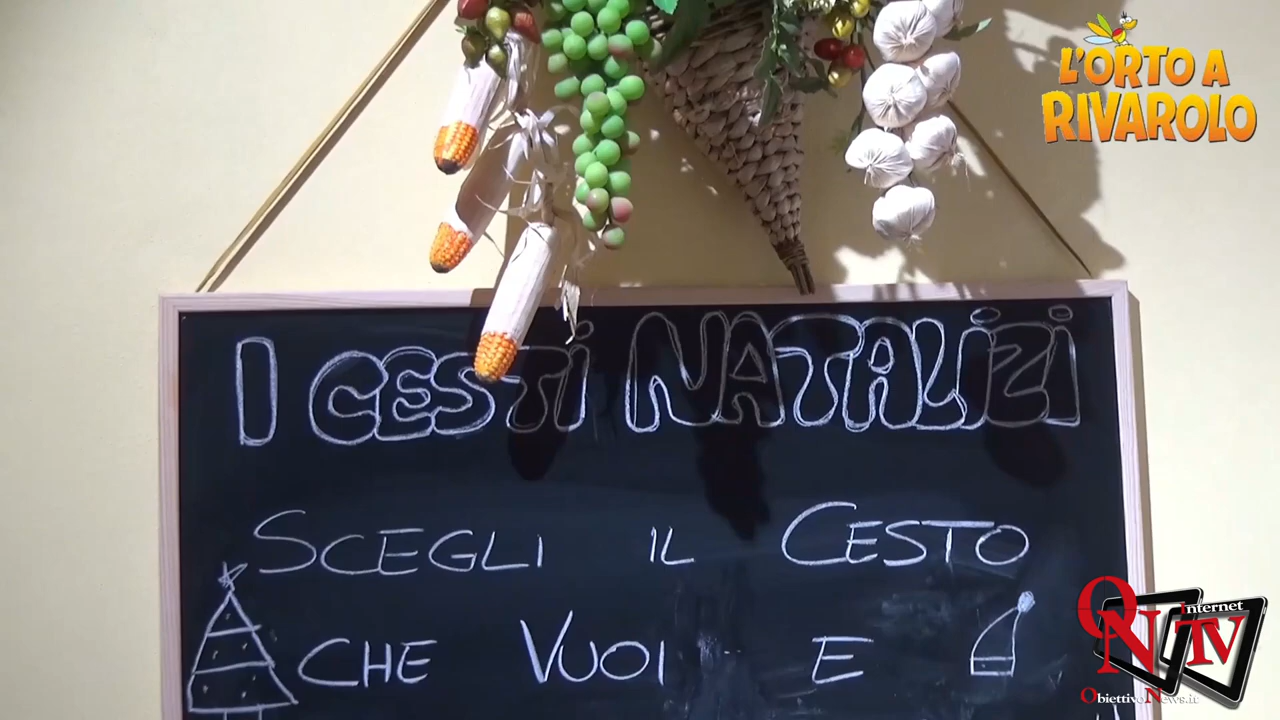 L'ORTO A
RIVAROLO
I CESTi NATALiZi
SCEGLI IL CESTO
CHE VUOI E
ON
Internet
TV
ObiettivoNews.it